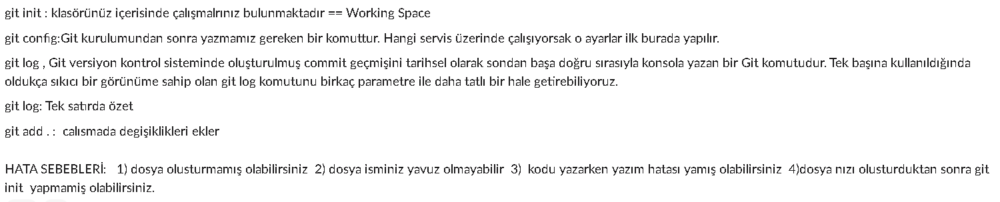 git init : klasörünüz içerisinde çalışmalrınız bulunmaktadır == Working Space
git config:Git kurulumundan sonra yazmamız gereken bir komuttur. Hangi servis üzerinde çalışıyorsak o ayarlar ilk burada yapılır.
git log , Git versiyon kontrol sisteminde oluşturulmuş commit geçmişini tarihsel olarak sondan başa doğru sırasıyla konsola yazan bir Git komutudur. Tek başına kullanıldığında
oldukça sıkıcı bir görünüme sahip olan git log komutunu birkaç parametre ile daha tatlı bir hale getirebiliyoruz.
git log: Tek satırda özet
git add . :  calısmada degişiklikleri ekler
HATA SEBEBLERİ:   1) dosya olusturmamış olabilirsiniz  2) dosya isminiz yavuz olmayabilir  3)  kodu yazarken yazım hatası yamış olabilirsiniz  4)dosya nızı olusturduktan sonra git
init  yapmamiş olabilirsiniz.